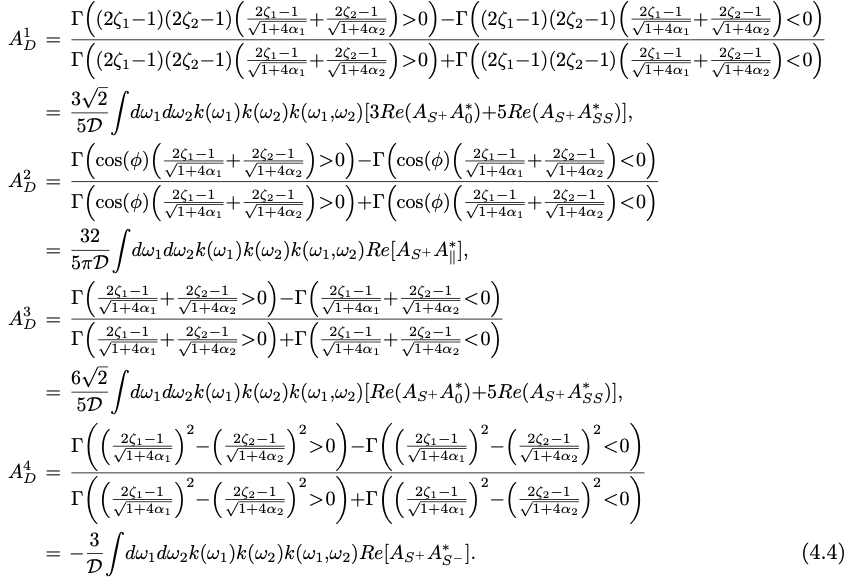 $A_D^1 = \frac{\Gamma\left((2\zeta_1-1)(2\zeta_2-1)\left(\frac{2\zeta_1-1}{\sqrt{1+4\alpha_1}}+\frac{2\zeta_2-1}{\sqrt{1+4\alpha_2}}\right)>0\right)-\Gamma\left((2\zeta_1-1)(2\zeta_2-1)\left(\frac{2\zeta_1-1}{\sqrt{1+4\alpha_1}}+\frac{2\zeta_2-1}{\sqrt{1+4\alpha_2}}\right)<0\right)}{\Gamma\left((2\zeta_1-1)(2\zeta_2-1)\left(\frac{2\zeta_1-1}{\sqrt{1+4\alpha_1}}+\frac{2\zeta_2-1}{\sqrt{1+4\alpha_2}}\right)>0\right)+\Gamma\left((2\zeta_1-1)(2\zeta_2-1)\left(\frac{2\zeta_1-1}{\sqrt{1+4\alpha_1}}+\frac{2\zeta_2-1}{\sqrt{1+4\alpha_2}}\right)<0\right)}$
$= \frac{3\sqrt{2}}{5\mathcal{D}}\int d\omega_1 d\omega_2 k(\omega_1)k(\omega_2)k(\omega_1,\omega_2)[3Re(A_{S^+}A_0^*)+5Re(A_{S^+}A_{SS}^*)],$
$A_D^2 = \frac{\Gamma\left(\cos(\phi)\left(\frac{2\zeta_1-1}{\sqrt{1+4\alpha_1}}+\frac{2\zeta_2-1}{\sqrt{1+4\alpha_2}}\right)>0\right)-\Gamma\left(\cos(\phi)\left(\frac{2\zeta_1-1}{\sqrt{1+4\alpha_1}}+\frac{2\zeta_2-1}{\sqrt{1+4\alpha_2}}\right)<0\right)}{\Gamma\left(\cos(\phi)\left(\frac{2\zeta_1-1}{\sqrt{1+4\alpha_1}}+\frac{2\zeta_2-1}{\sqrt{1+4\alpha_2}}\right)>0\right)+\Gamma\left(\cos(\phi)\left(\frac{2\zeta_1-1}{\sqrt{1+4\alpha_1}}+\frac{2\zeta_2-1}{\sqrt{1+4\alpha_2}}\right)<0\right)}$
$= \frac{32}{5\pi\mathcal{D}}\int d\omega_1 d\omega_2 k(\omega_1)k(\omega_2)k(\omega_1,\omega_2)Re[A_{S^+}A_\parallel^*],$
$A_D^3 = \frac{\Gamma\left(\frac{2\zeta_1-1}{\sqrt{1+4\alpha_1}}+\frac{2\zeta_2-1}{\sqrt{1+4\alpha_2}}>0\right)-\Gamma\left(\frac{2\zeta_1-1}{\sqrt{1+4\alpha_1}}+\frac{2\zeta_2-1}{\sqrt{1+4\alpha_2}}<0\right)}{\Gamma\left(\frac{2\zeta_1-1}{\sqrt{1+4\alpha_1}}+\frac{2\zeta_2-1}{\sqrt{1+4\alpha_2}}>0\right)+\Gamma\left(\frac{2\zeta_1-1}{\sqrt{1+4\alpha_1}}+\frac{2\zeta_2-1}{\sqrt{1+4\alpha_2}}<0\right)}$
$= \frac{6\sqrt{2}}{5\mathcal{D}}\int d\omega_1 d\omega_2 k(\omega_1)k(\omega_2)k(\omega_1,\omega_2)[Re(A_{S^+}A_0^*)+5Re(A_{S^+}A_{SS}^*)],$
$A_D^4 = \frac{\Gamma\left(\left(\frac{2\zeta_1-1}{\sqrt{1+4\alpha_1}}\right)^2-\left(\frac{2\zeta_2-1}{\sqrt{1+4\alpha_2}}\right)^2>0\right)-\Gamma\left(\left(\frac{2\zeta_1-1}{\sqrt{1+4\alpha_1}}\right)^2-\left(\frac{2\zeta_2-1}{\sqrt{1+4\alpha_2}}\right)^2<0\right)}{\Gamma\left(\left(\frac{2\zeta_1-1}{\sqrt{1+4\alpha_1}}\right)^2-\left(\frac{2\zeta_2-1}{\sqrt{1+4\alpha_2}}\right)^2>0\right)+\Gamma\left(\left(\frac{2\zeta_1-1}{\sqrt{1+4\alpha_1}}\right)^2-\left(\frac{2\zeta_2-1}{\sqrt{1+4\alpha_2}}\right)^2<0\right)}$
$= -\frac{3}{\mathcal{D}}\int d\omega_1 d\omega_2 k(\omega_1)k(\omega_2)k(\omega_1,\omega_2)Re[A_{S^+}A_{S^-}^*].$ (4.4)